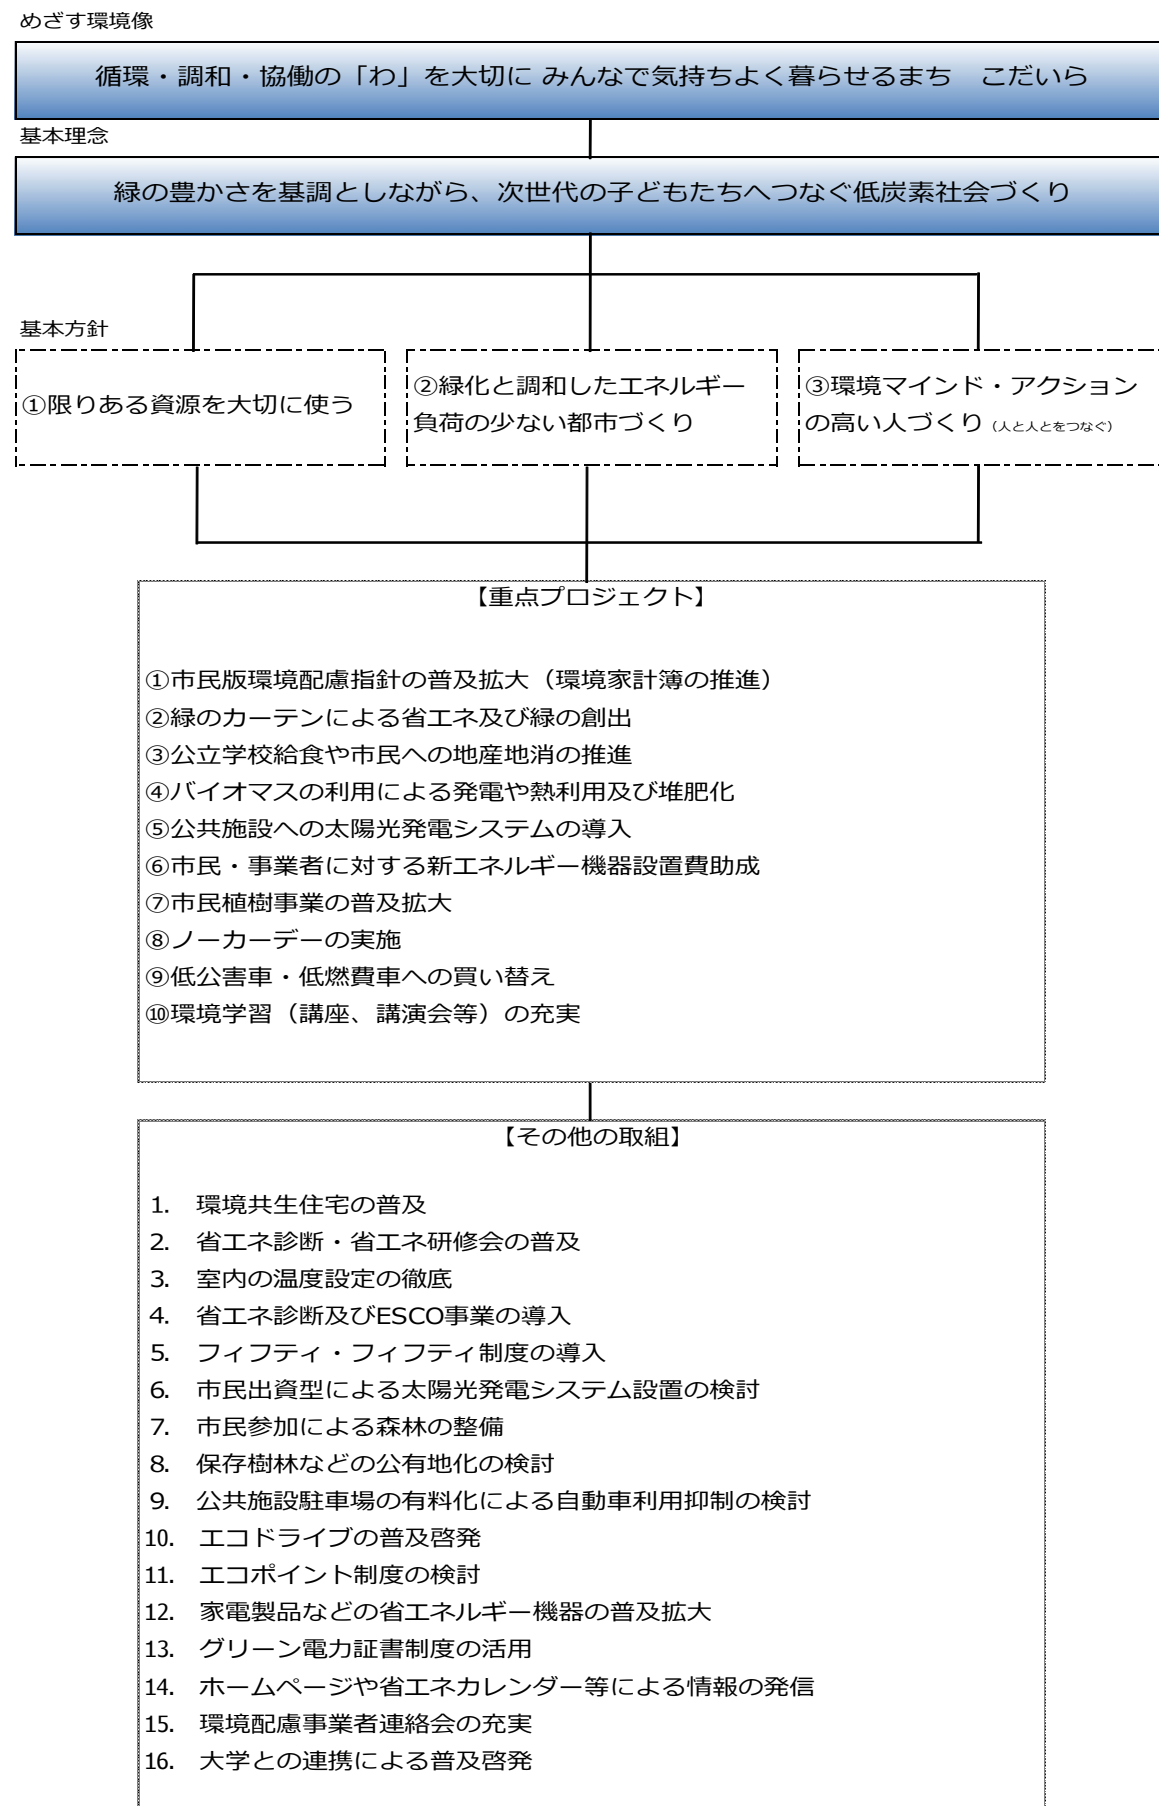 めざす環境像
循環・調和・協働の「わ」を大切に みんなで気持ちよく暮らせるまち　こだいら
基本理念
緑の豊かさを基調としながら、次世代の子どもたちへつなぐ低炭素社会づくり
基本方針
①限りある資源を大切に使う
②緑化と調和したエネルギー
負荷の少ない都市づくり
③環境マインド・アクション
の高い人づくり（人と人とをつなぐ）
【重点プロジェクト】
①市民版環境配慮指針の普及拡大（環境家計簿の推進）
②緑のカーテンによる省エネ及び緑の創出
③公立学校給食や市民への地産地消の推進
④バイオマスの利用による発電や熱利用及び堆肥化
⑤公共施設への太陽光発電システムの導入
⑥市民・事業者に対する新エネルギー機器設置費助成
⑦市民植樹事業の普及拡大
⑧ノーカーデーの実施
⑨低公害車・低燃費車への買い替え
⑩環境学習（講座、講演会等）の充実
【その他の取組】
1.　環境共生住宅の普及
2.　省エネ診断・省エネ研修会の普及
3.　室内の温度設定の徹底
4.　省エネ診断及びESCO事業の導入
5.　フィフティ・フィフティ制度の導入
6.　市民出資型による太陽光発電システム設置の検討
7.　市民参加による森林の整備
8.　保存樹林などの公有地化の検討
9.　公共施設駐車場の有料化による自動車利用抑制の検討
10.　エコドライブの普及啓発
11.　エコポイント制度の検討
12.　家電製品などの省エネルギー機器の普及拡大
13.　グリーン電力証書制度の活用
14.　ホームページや省エネカレンダー等による情報の発信
15.　環境配慮事業者連絡会の充実
16.　大学との連携による普及啓発